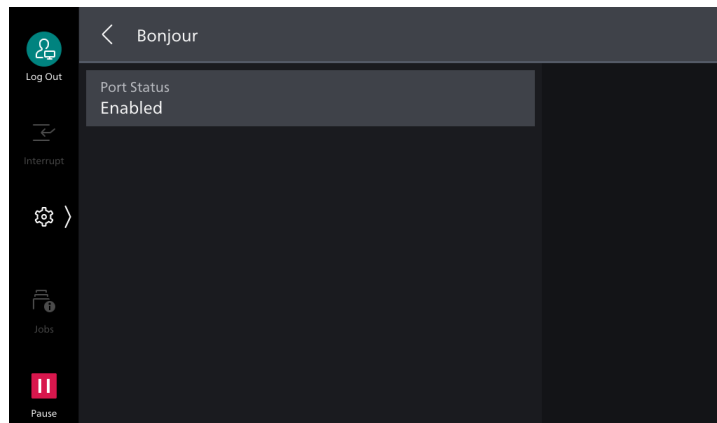 Bonjour
Log Out
Port Status
Enabled
Interrupt
Jobs
Pause